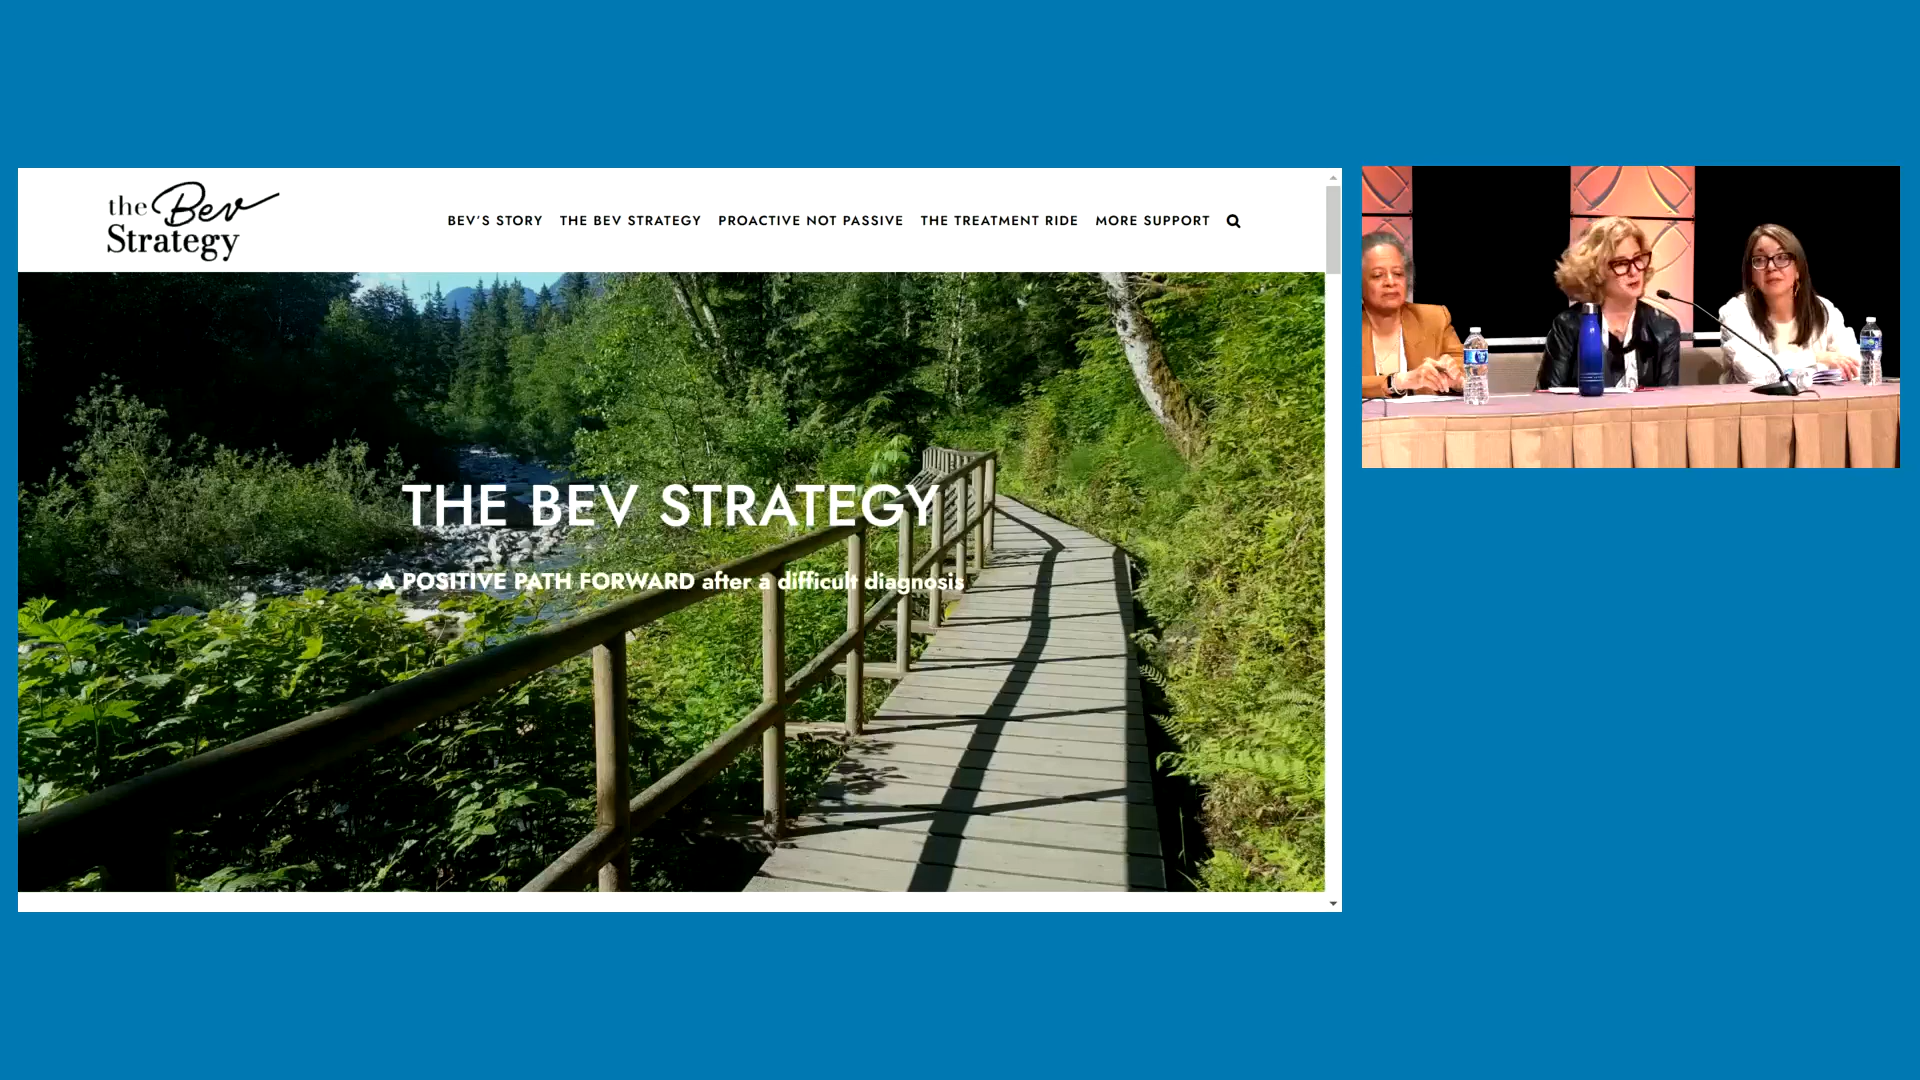 the Bev
Strategy
BEV'S STORY THE BEV STRATEGY PROACTIVE NOT PASSIVE THE TREATMENT RIDE MORE SUPPORT
THE BEV STRATEGY
A POSITIVE PATH FORWARD after a difficult diagnosis